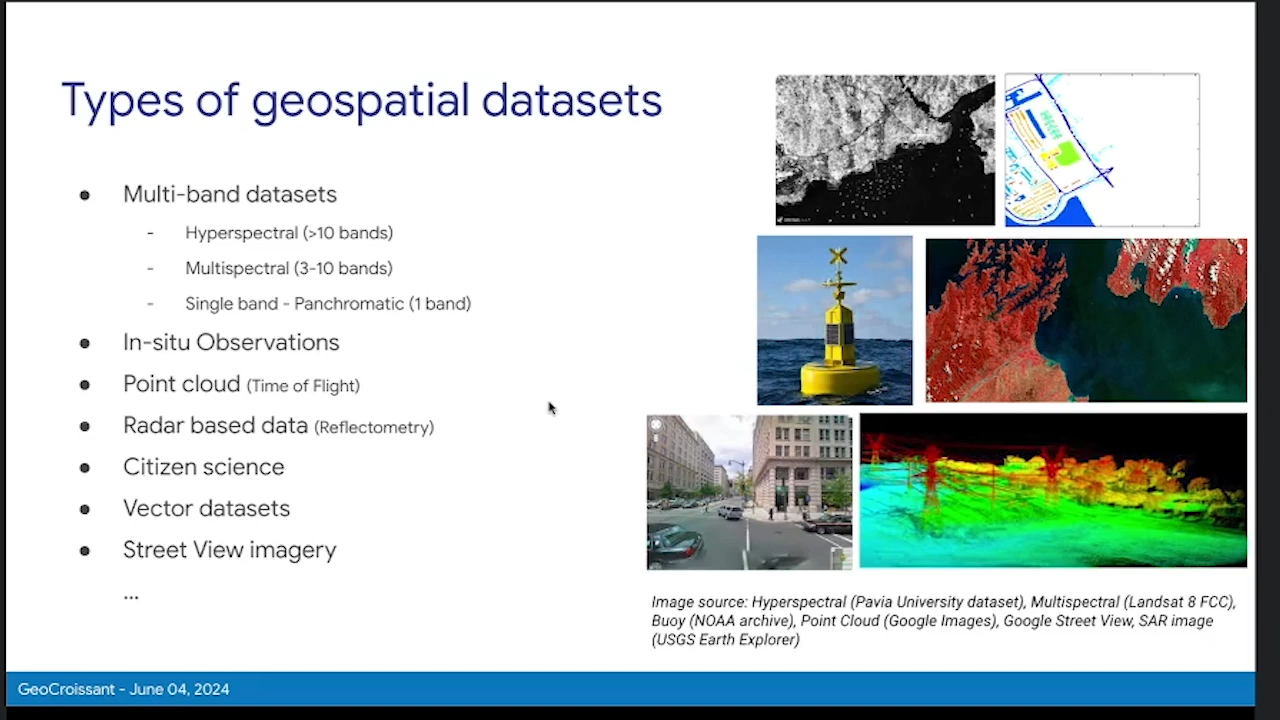 Types of geospatial datasets
● Multi-band datasets
- Hyperspectral (>10 bands)
- Multispectral (3-10 bands)
- Single band - Panchromatic (1 band)
● In-situ Observations
● Point cloud (Time of Flight)
● Radar based data (Reflectometry)
● Citizen science
● Vector datasets
● Street View imagery
...
Image source: Hyperspectral (Pavia University dataset), Multispectral (Landsat 8 FCC),
Buoy (NOAA archive), Point Cloud (Google Images), Google Street View, SAR image
(USGS Earth Explorer)
GeoCroissant - June 04, 2024